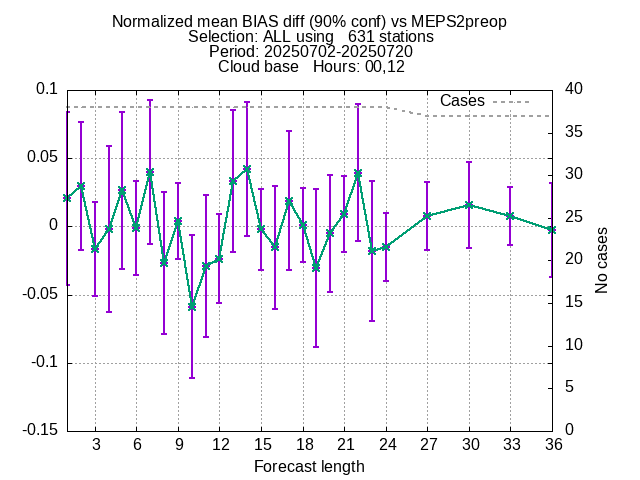 Normalized mean BIAS diff (90% conf) vs MEPS2preop
Selection: ALL using   631 stations
Period: 20250702-20250720
Cloud base   Hours: 00,12
0.1
0.05
0
-0.05
-0.1
-0.15
Cases
40
35
30
25
20
15
10
5
0
No cases
3 6 9 12 15 18 21 24 27 30 33 36
Forecast length